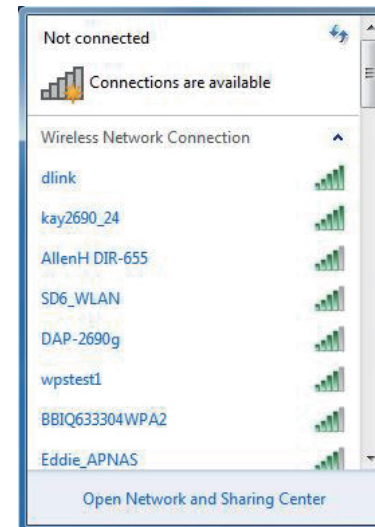 Not connected
Connections are available
Wireless Network Connection
dlink
kay2690_24
AllenH DIR-655
SD6_WLAN
DAP-2690g
wpstest1
BBIQ633304WPA2
Eddie_APNAS
Open Network and Sharing Center